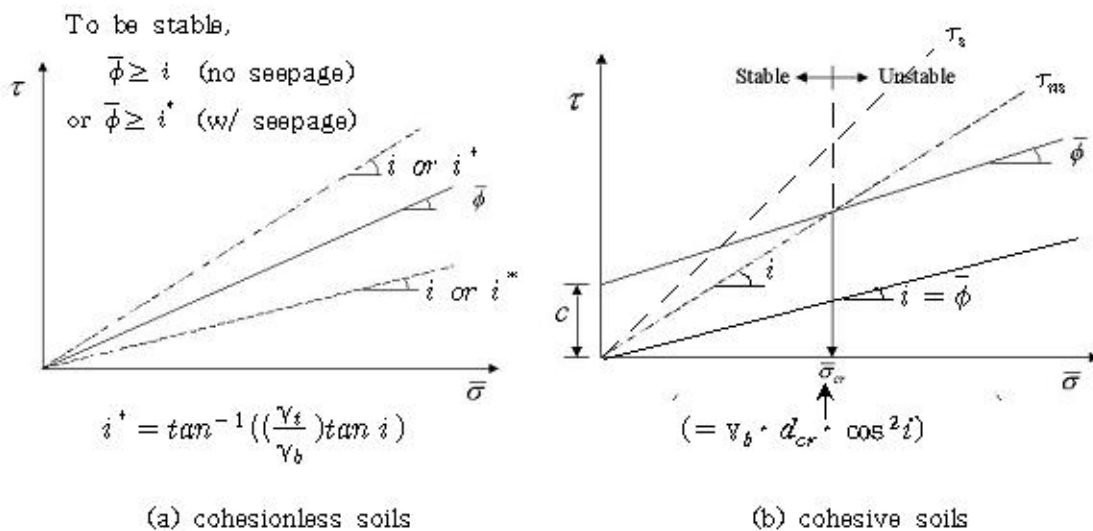 To be stable,
φ̄ ≥ i (no seepage)
or φ̄ ≥ i⁺ (w/ seepage)
τ
i or i⁺
φ̄
i or i*
σ̄
i⁺ = tan⁻¹((γt/γb)tan i)
(a) cohesionless soils
τs
Stable Unstable
τns
τ
φ̄
i
c
i = φ̄
σ̄cr
σ̄
(= γb · dcr · cos²i)
(b) cohesive soils